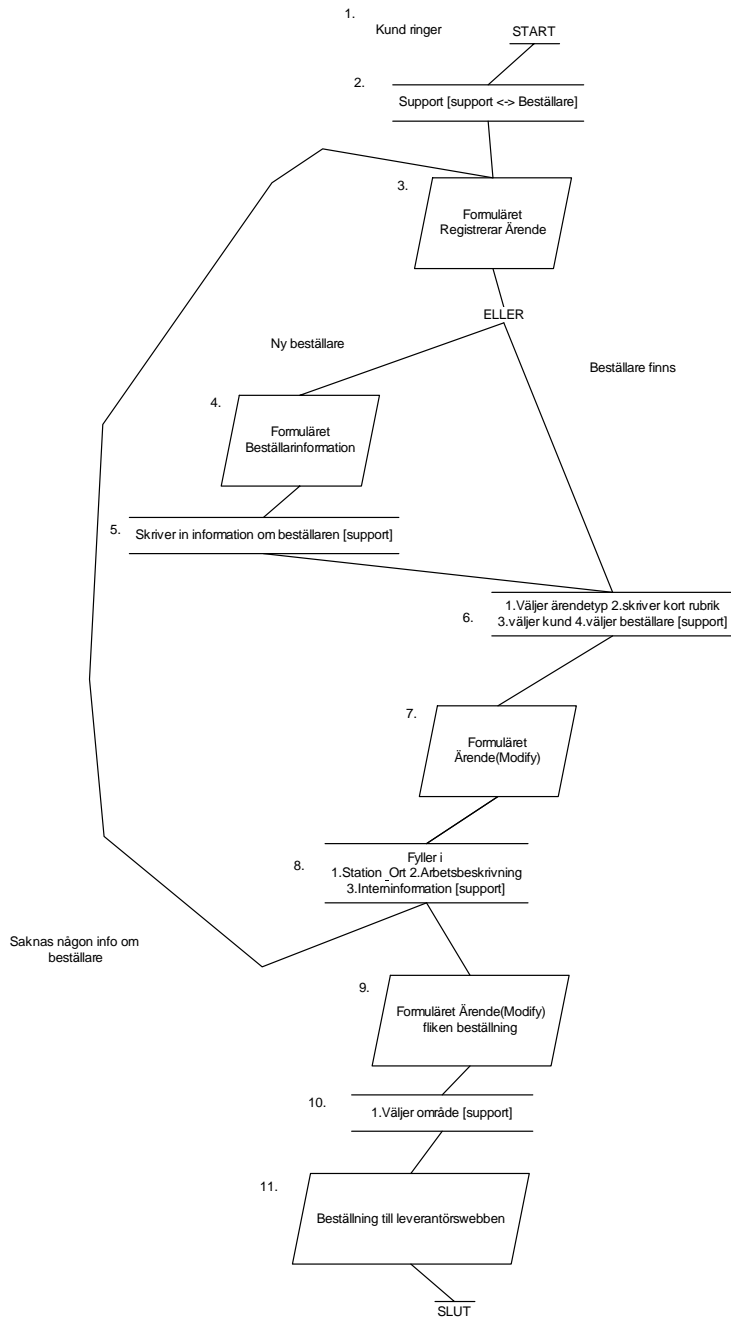 1.
Kund ringer
START
2.
Support [support <-> Beställare]
3.
Formuläret
Registrerar Ärende
ELLER
Ny beställare
Beställare finns
4.
Formuläret
Beställarinformation
5.
Skriver in information om beställaren [support]
6.
1.Väljer ärendetyp 2.skriver kort rubrik
3.väljer kund 4.väljer beställare [support]
7.
Formuläret
Ärende(Modify)
8.
Fyller i
1.Station_Ort 2.Arbetsbeskrivning
3.Interninformation [support]
Saknas någon info om
beställare
9.
Formuläret Ärende(Modify)
fliken beställning
10.
1.Väljer område [support]
11.
Beställning till leverantörswebben
SLUT